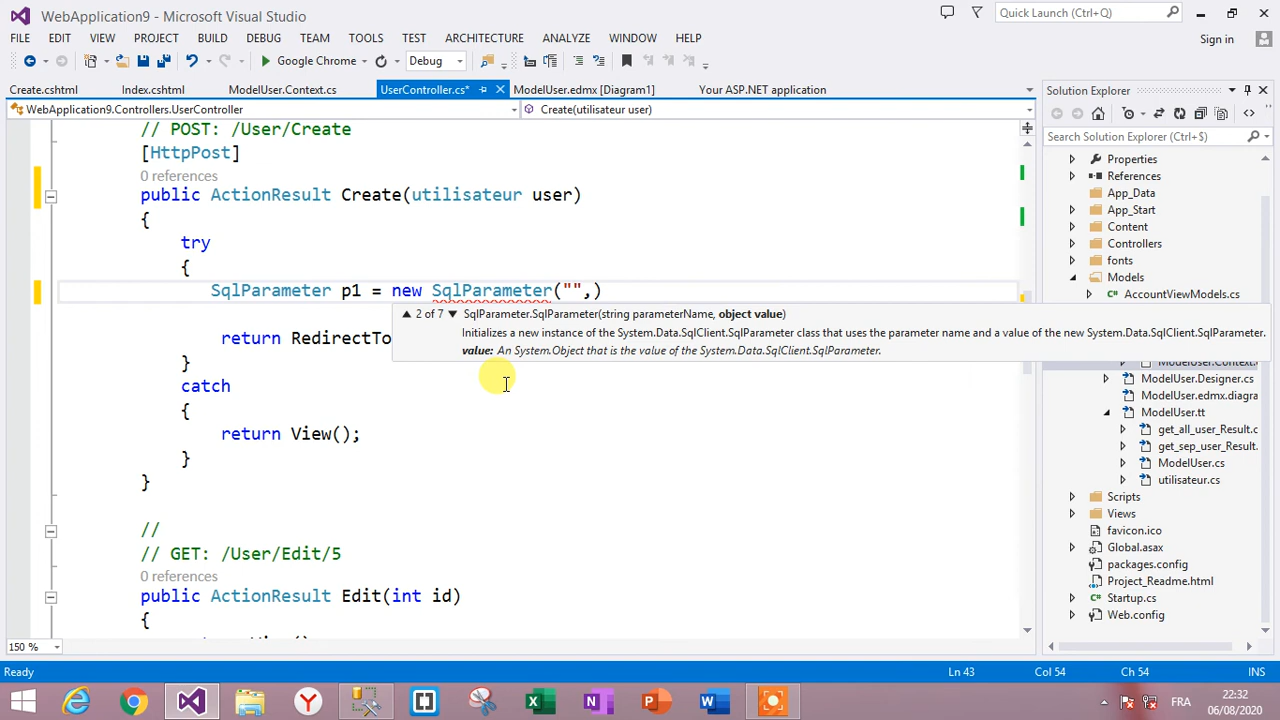 WebApplication9 - Microsoft Visual Studio
Quick Launch (Ctrl+Q)
FILE EDIT VIEW PROJECT BUILD DEBUG TEAM TOOLS TEST ARCHITECTURE ANALYZE WINDOW HELP
Sign in
Google Chrome
Debug
Create.cshtml Index.cshtml ModelUser.Context.cs UserController.cs* ModelUser.edmx [Diagram1] Your ASP.NET application
WebApplication9.Controllers.UserController
Create(utilisateur user)
// POST: /User/Create
[HttpPost]
0 references
public ActionResult Create(utilisateur user)
{
try
{
SqlParameter p1 = new SqlParameter("",)
2 of 7 SqlParameter.SqlParameter(string parameterName, object value)
Initializes a new instance of the System.Data.SqlClient.SqlParameter class that uses the parameter name and a value of the new System.Data.SqlClient.SqlParameter.
value: An System.Object that is the value of the System.Data.SqlClient.SqlParameter.
return RedirectTo
}
catch
{
return View();
}
}
//
// GET: /User/Edit/5
0 references
public ActionResult Edit(int id)
{
150 %
Solution Explorer
Search Solution Explorer (Ctrl+$)
Properties
References
App_Data
App_Start
Content
Controllers
fonts
Models
AccountViewModels.cs
ModelUser.Context.
ModelUser.Designer.cs
ModelUser.edmx.diagra
ModelUser.tt
get_all_user_Result.c
get_sep_user_Result.
ModelUser.cs
utilisateur.cs
Scripts
Views
favicon.ico
Global.asax
packages.config
Project_Readme.html
Startup.cs
Web.config
Ready
Ln 43
Col 54
Ch 54
INS
FRA
22:32
06/08/2020